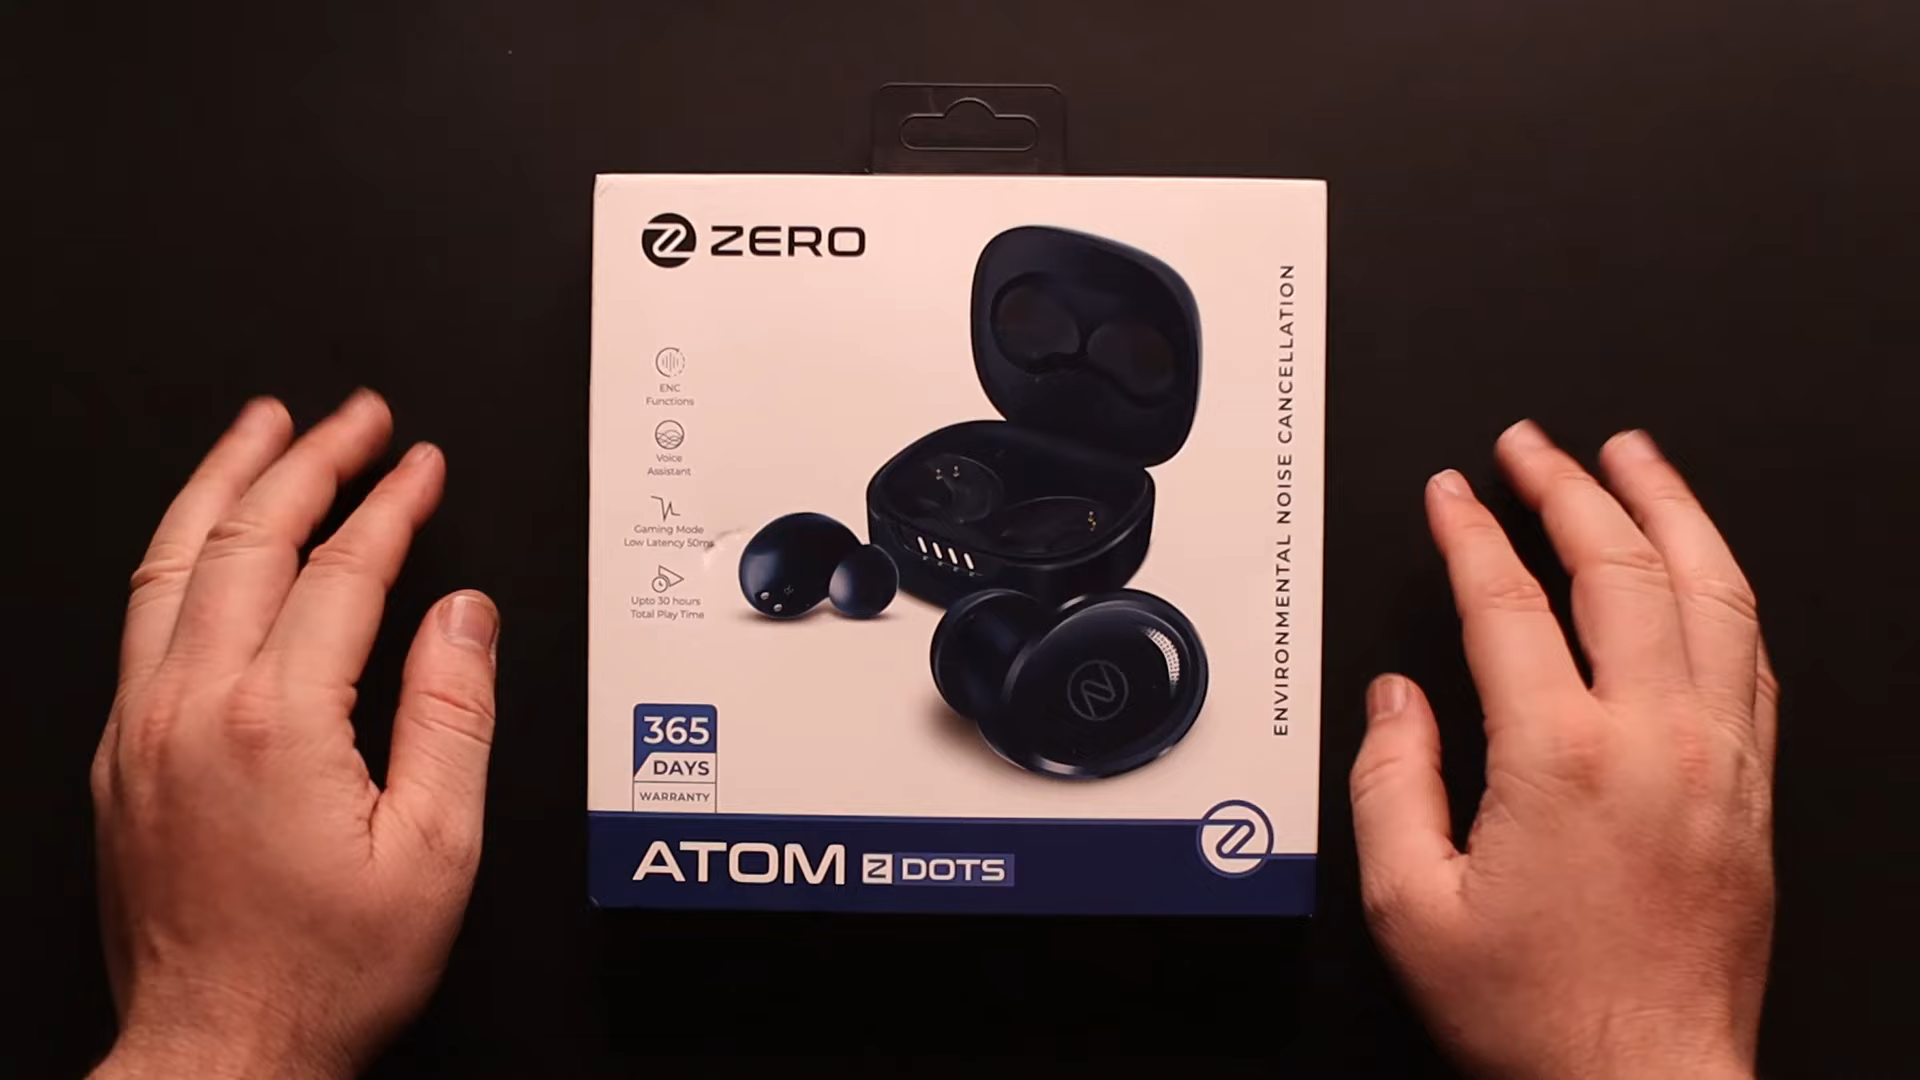 ZERO
ENC
Functions
Voice
Assistant
Gaming Mode
Low Latency 50ms
Upto 30 hours
Total Play Time
ENVIRONMENTAL NOISE CANCELLATION
365
DAYS
WARRANTY
ATOM Z DOTS